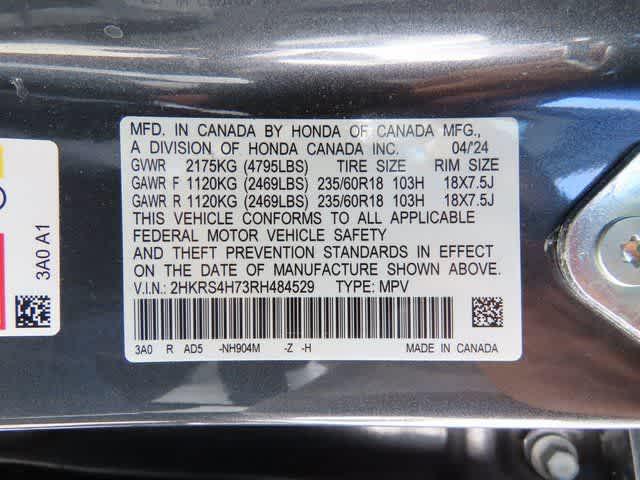 MFD. IN CANADA BY HONDA OF CANADA MFG.,
A DIVISION OF HONDA CANADA INC. 04/'24
GVWR 2175KG (4795LBS) TIRE SIZE RIM SIZE
GAWR F 1120KG (2469LBS) 235/60R18 103H 18X7.5J
GAWR R 1120KG (2469LBS) 235/60R18 103H 18X7.5J
THIS VEHICLE CONFORMS TO ALL APPLICABLE
FEDERAL MOTOR VEHICLE SAFETY
AND THEFT PREVENTION STANDARDS IN EFFECT
ON THE DATE OF MANUFACTURE SHOWN ABOVE.
V.I.N.: 2HKRS4H73RH484529 TYPE: MPV
3A0 R AD5 -NH904M -Z -H MADE IN CANADA
3A0 A1